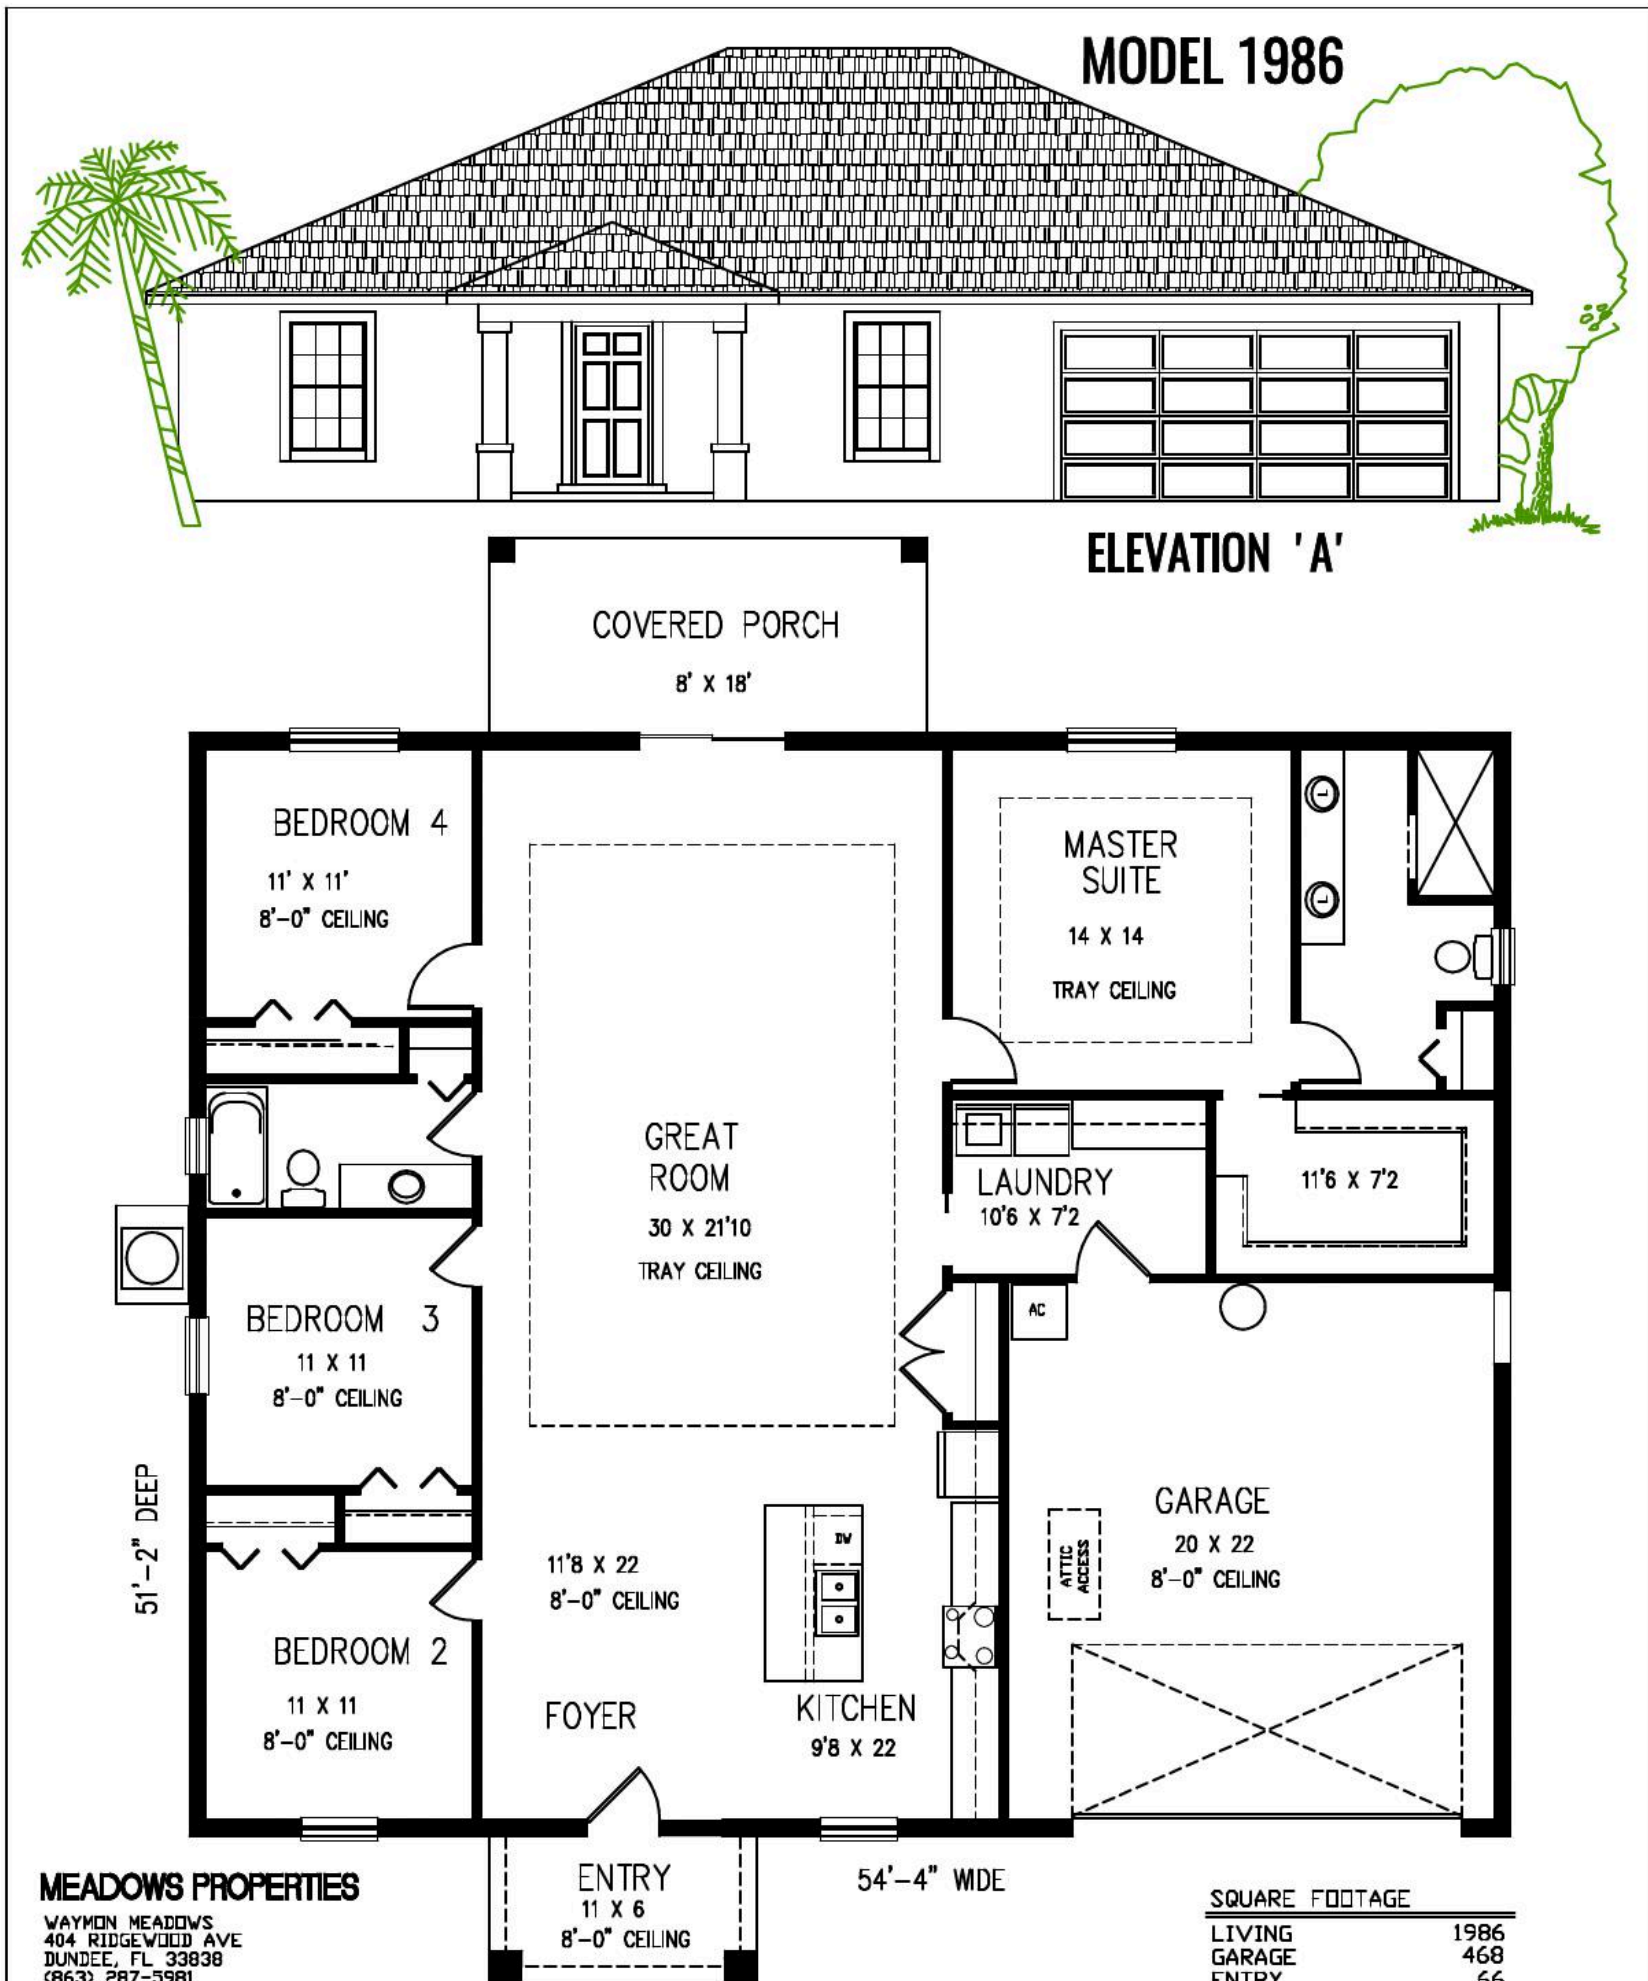 MODEL 1986
ELEVATION 'A'
COVERED PORCH
8' X 18'
BEDROOM 4
11' X 11'
8'-0" CEILING
MASTER
SUITE
14 X 14
TRAY CEILING
GREAT
ROOM
30 X 21'10
TRAY CEILING
LAUNDRY
10'6 X 7'2
11'6 X 7'2
BEDROOM 3
11 X 11
8'-0" CEILING
AC
51'-2" DEEP
GARAGE
20 X 22
8'-0" CEILING
ATTIC
ACCESS
DW
11'8 X 22
8'-0" CEILING
BEDROOM 2
11 X 11
8'-0" CEILING
FOYER
KITCHEN
9'8 X 22
ENTRY
11 X 6
8'-0" CEILING
54'-4" WIDE
MEADOWS PROPERTIES
WAYMON MEADOWS
404 RIDGEWOOD AVE
DUNDEE, FL 33838
(863) 287-5981
SQUARE FOOTAGE
LIVING 1986
GARAGE 468
ENTRY 66